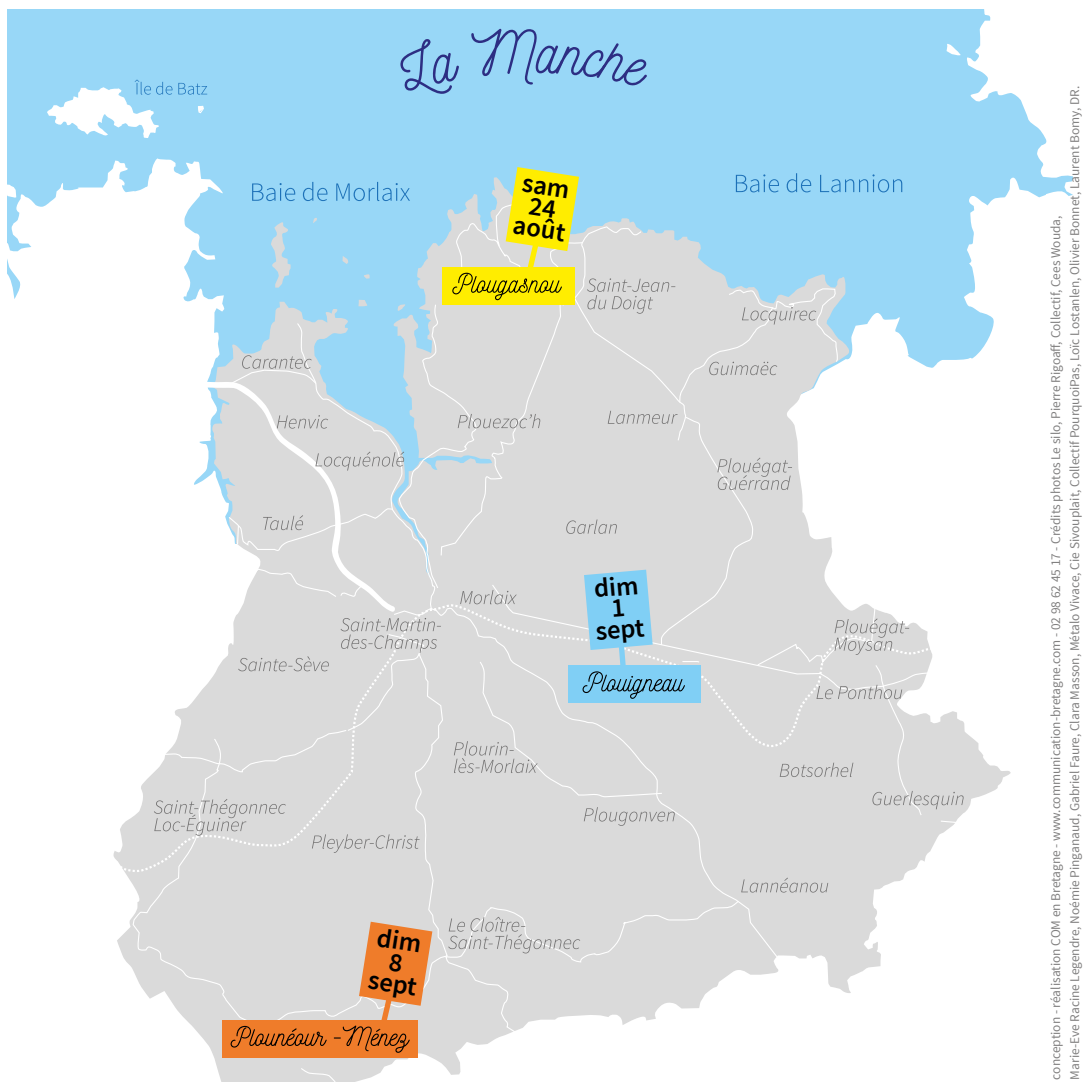 La Manche
Île de Batz
Baie de Morlaix
Baie de Lannion
sam
24
août
Plougasnou
Saint-Jean-
du Doigt
Locquirec
Carantec
Guimaëc
Henvic
Plouezoc’h
Lanmeur
Locquénolé
Plouégat-
Guérrand
Taulé
Garlan
dim
1
sept
Morlaix
Saint-Martin-
des-Champs
Plouégat-
Moysan
Sainte-Sève
Plouigneau
Le Ponthou
Plourin-
lès-Morlaix
Botsorhel
Guerlesquin
Saint-Thégonnec
Loc-Éguiner
Plougonven
Pleyber-Christ
Lannéanou
Le Cloître-
Saint-Thégonnec
dim
8
sept
Plounéour -Ménez
conception - réalisation COM en Bretagne - www.communication-bretagne.com - 02 98 62 45 17 - Crédits photos Le silo, Pierre Rigoaff, Collectif, Cees Wouda,
Marie-Eve Racine Legendre, Noémie Pinganaud, Gabriel Faure, Clara Masson, Métalo Vivace, Cie Sivouplait, Collectif PourquoiPas, Loïc Lostanlen, Olivier Bonnet, Laurent Bomy, DR.